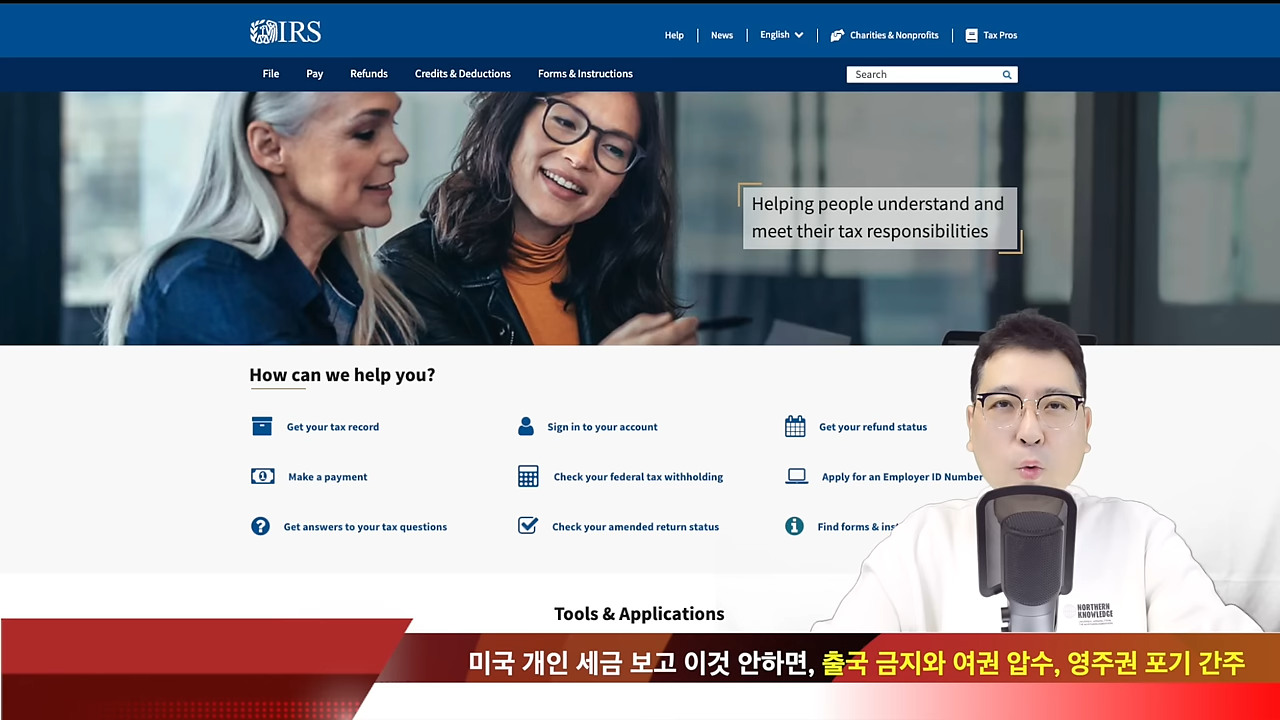 IRS
Help
News
English
Charities & Nonprofits
Tax Pros
File
Pay
Refunds
Credits & Deductions
Forms & Instructions
Search
Helping people understand and
meet their tax responsibilities
How can we help you?
Get your tax record
Sign in to your account
Get your refund status
Make a payment
Check your federal tax withholding
Apply for an Employer ID Number
Get answers to your tax questions
Check your amended return status
Find forms & ins
NORTHERN
KNOWLEDGE
Tools & Applications
미국 개인 세금 보고 이것 안하면, 출국 금지와 여권 압수, 영주권 포기 간주